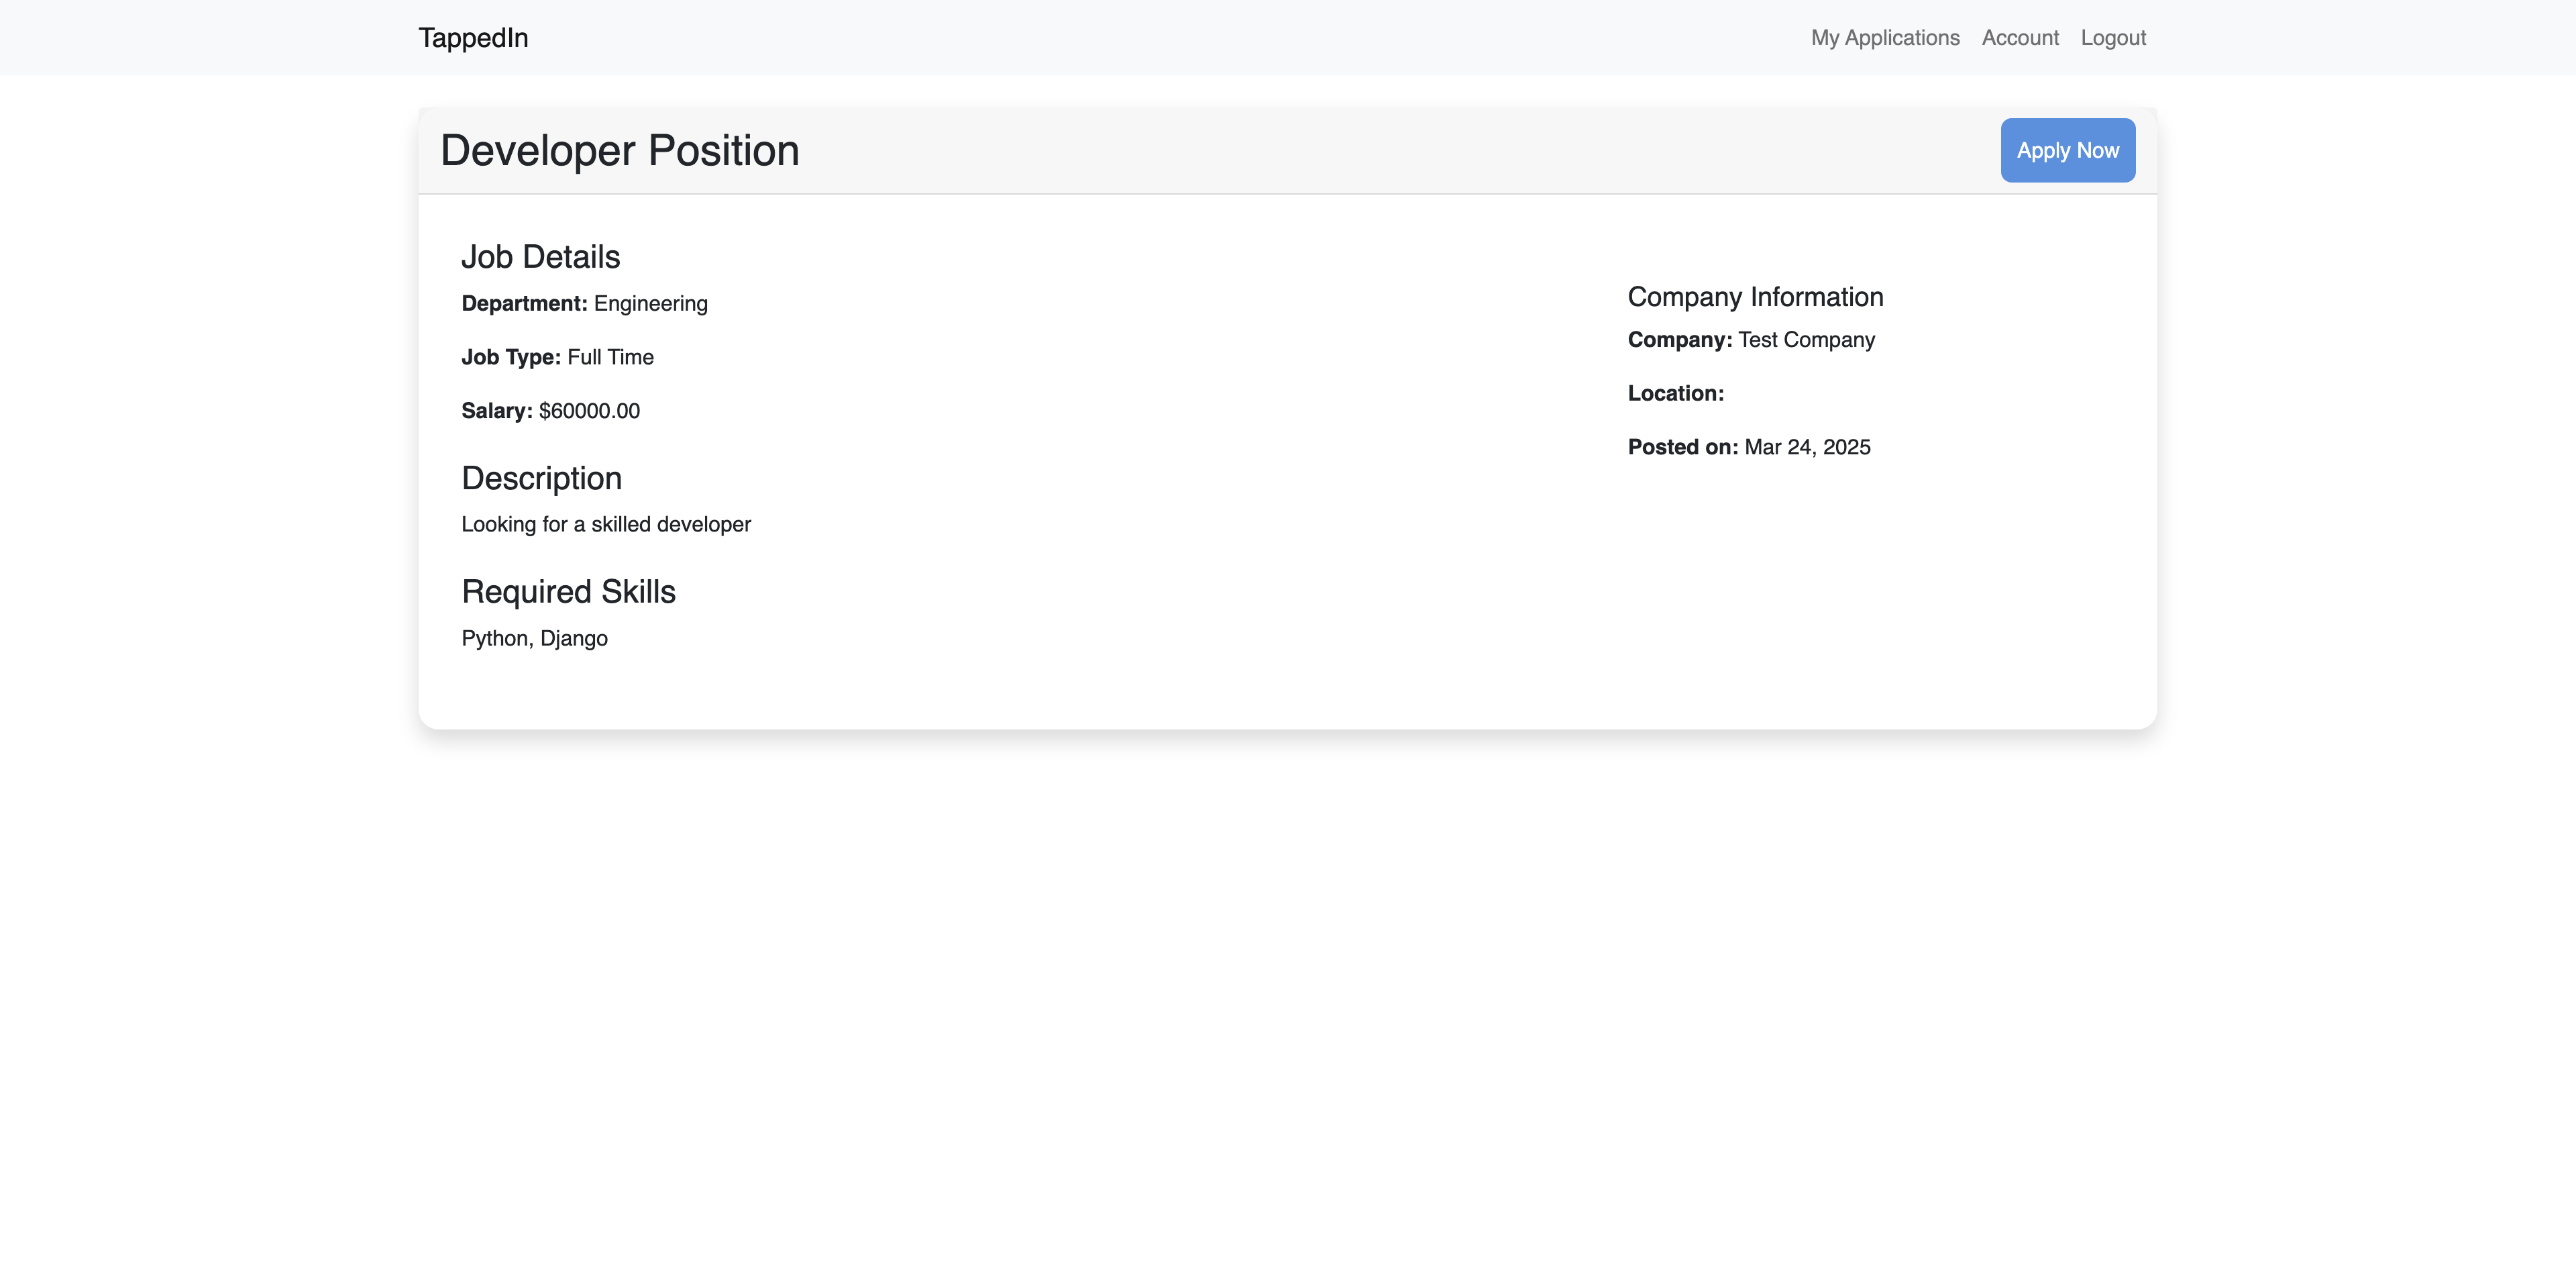 TappedIn
My Applications
Account
Logout
Developer Position
Apply Now
Job Details
Department: Engineering
Job Type: Full Time
Salary: $60000.00
Description
Looking for a skilled developer
Required Skills
Python, Django
Company Information
Company: Test Company
Location:
Posted on: Mar 24, 2025